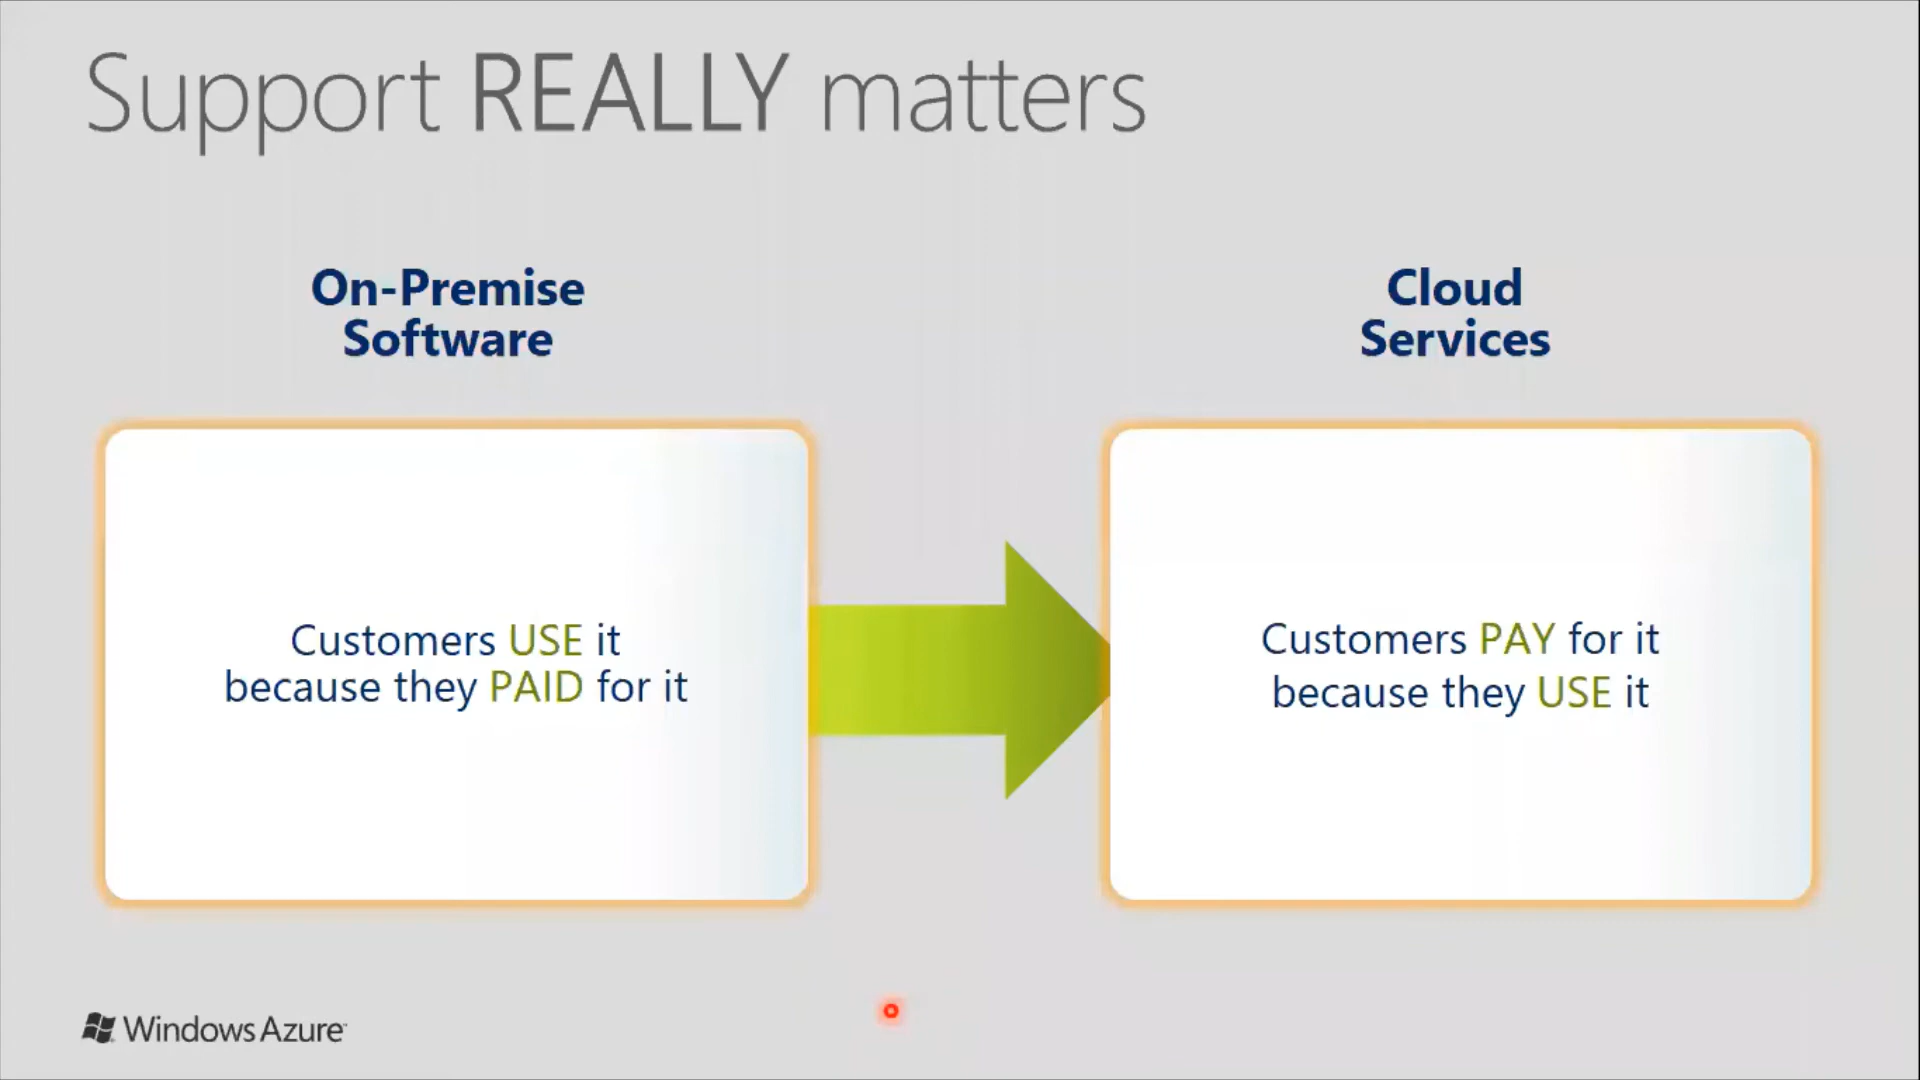 Support REALLY matters
On-Premise
Software
Customers USE it
because they PAID for it
Cloud
Services
Customers PAY for it
because they USE it
Windows Azure